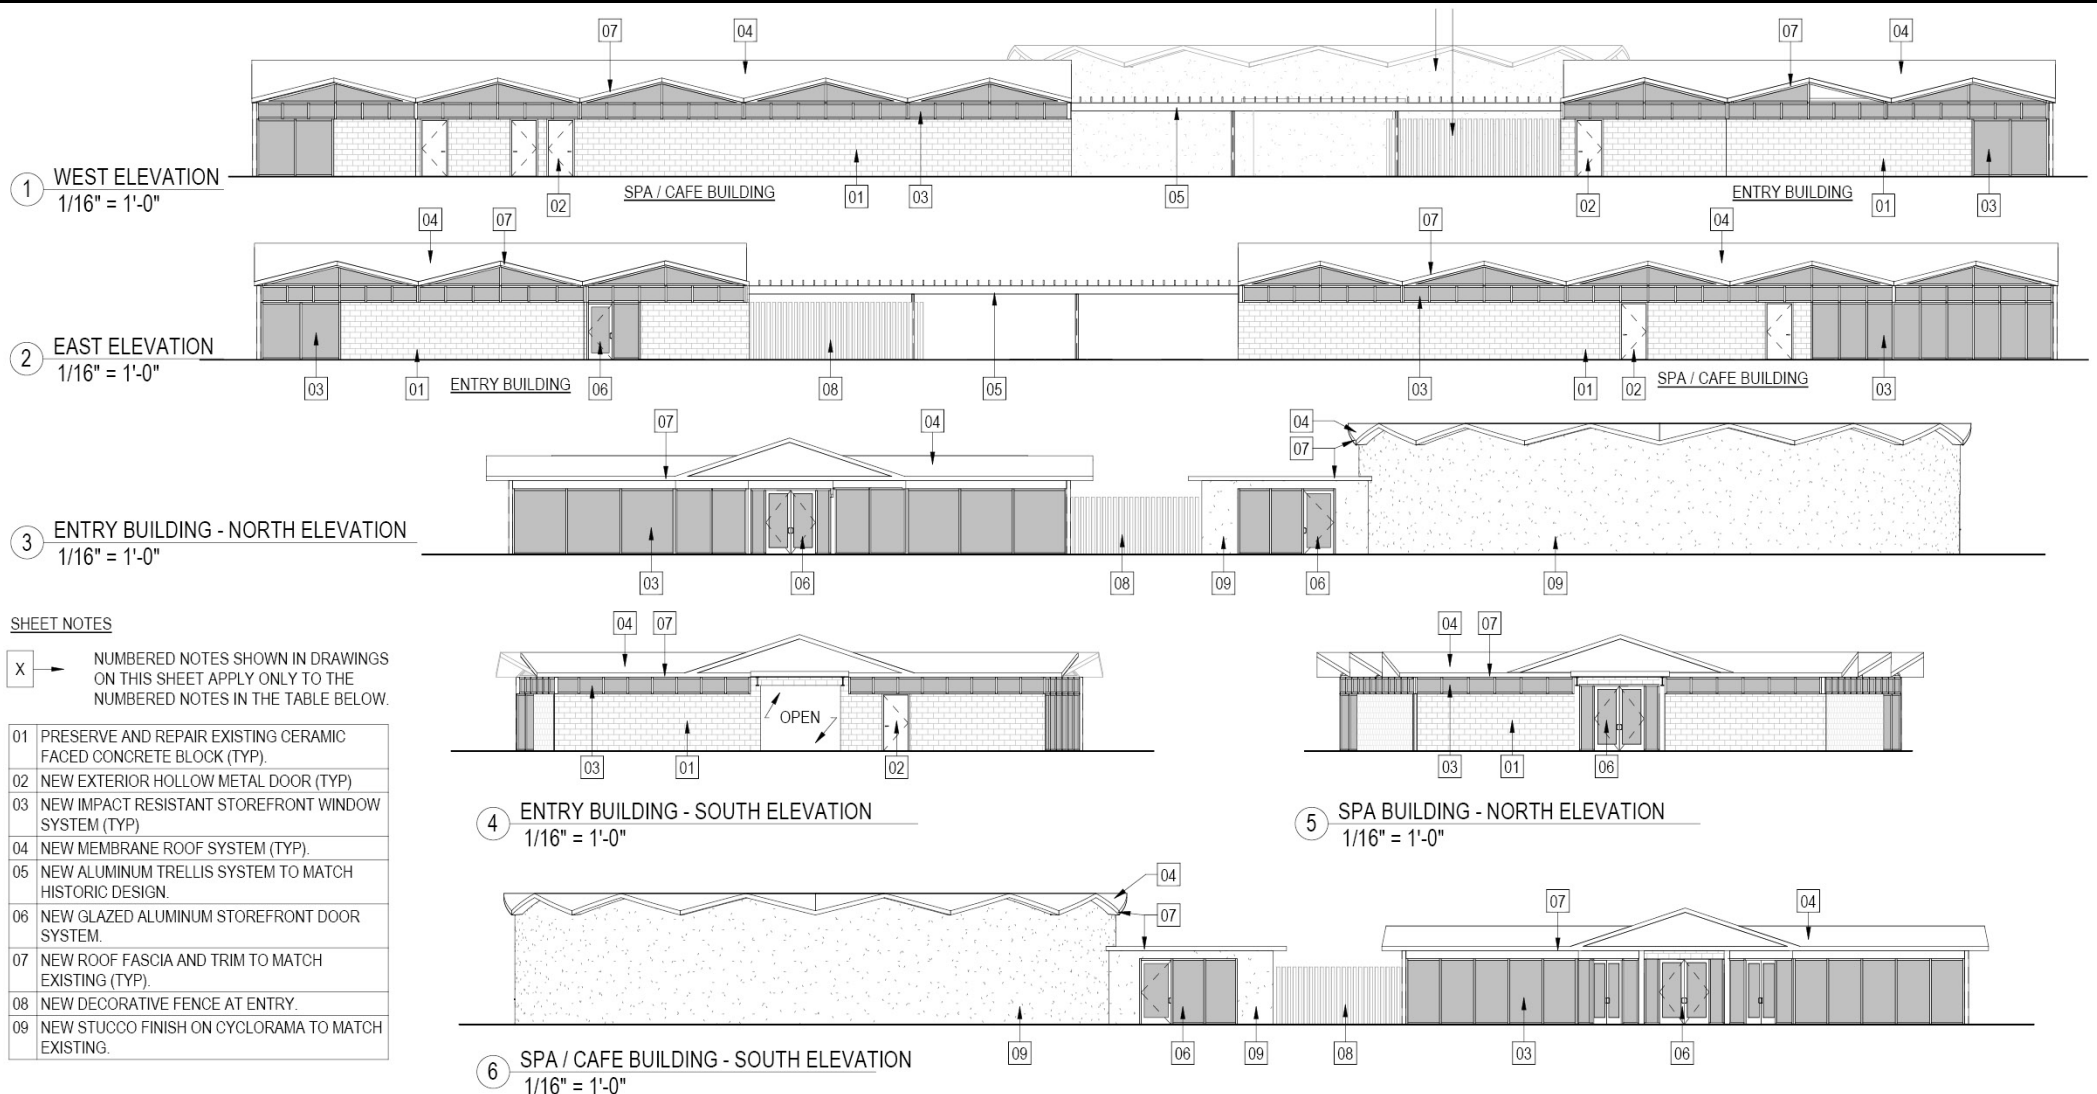 07
04
07
04
1
WEST ELEVATION
1/16" = 1'-0"
02
SPA / CAFE BUILDING
01
03
05
02
ENTRY BUILDING
01
03
04
07
07
04
2
EAST ELEVATION
1/16" = 1'-0"
03
01
ENTRY BUILDING
06
08
05
03
01
02
SPA / CAFE BUILDING
03
07
04
04
07
3
ENTRY BUILDING - NORTH ELEVATION
1/16" = 1'-0"
03
06
08
09
06
09
SHEET NOTES
X
NUMBERED NOTES SHOWN IN DRAWINGS
ON THIS SHEET APPLY ONLY TO THE
NUMBERED NOTES IN THE TABLE BELOW.
01 PRESERVE AND REPAIR EXISTING CERAMIC
FACED CONCRETE BLOCK (TYP).
02 NEW EXTERIOR HOLLOW METAL DOOR (TYP)
03 NEW IMPACT RESISTANT STOREFRONT WINDOW
SYSTEM (TYP)
04 NEW MEMBRANE ROOF SYSTEM (TYP).
05 NEW ALUMINUM TRELLIS SYSTEM TO MATCH
HISTORIC DESIGN.
06 NEW GLAZED ALUMINUM STOREFRONT DOOR
SYSTEM.
07 NEW ROOF FASCIA AND TRIM TO MATCH
EXISTING (TYP).
08 NEW DECORATIVE FENCE AT ENTRY.
09 NEW STUCCO FINISH ON CYCLORAMA TO MATCH
EXISTING.
04
07
OPEN
03
01
02
4
ENTRY BUILDING - SOUTH ELEVATION
1/16" = 1'-0"
04
07
03
01
06
5
SPA BUILDING - NORTH ELEVATION
1/16" = 1'-0"
04
07
07
04
09
06
09
08
03
06
6
SPA / CAFE BUILDING - SOUTH ELEVATION
1/16" = 1'-0"